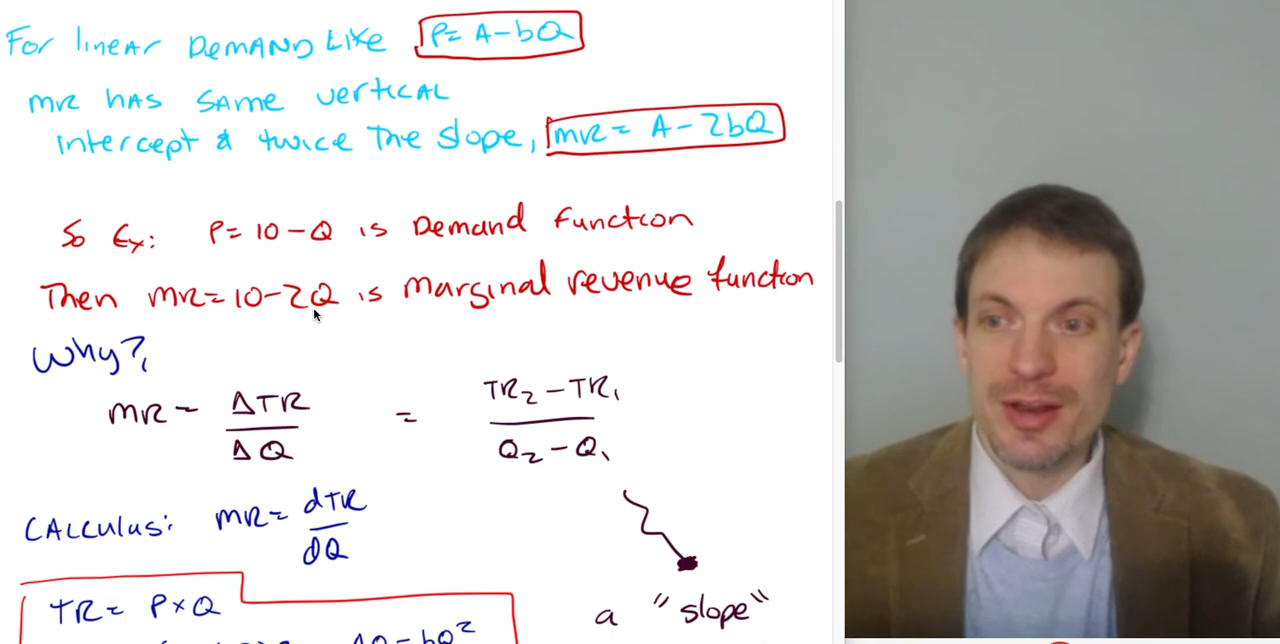 For linear Demand Like P= A-bQ
MR has same vertical
intercept & twice the slope, MR= A-2bQ
So Ex: P= 10-Q is Demand function
Then MR=10-2Q is marginal revenue function
Why?
MR = ΔTR / ΔQ = TR₂ - TR₁ / Q₂ - Q₁
Calculus: MR= dTR / dQ
TR= P×Q
a "slope"
AQ - bQ²